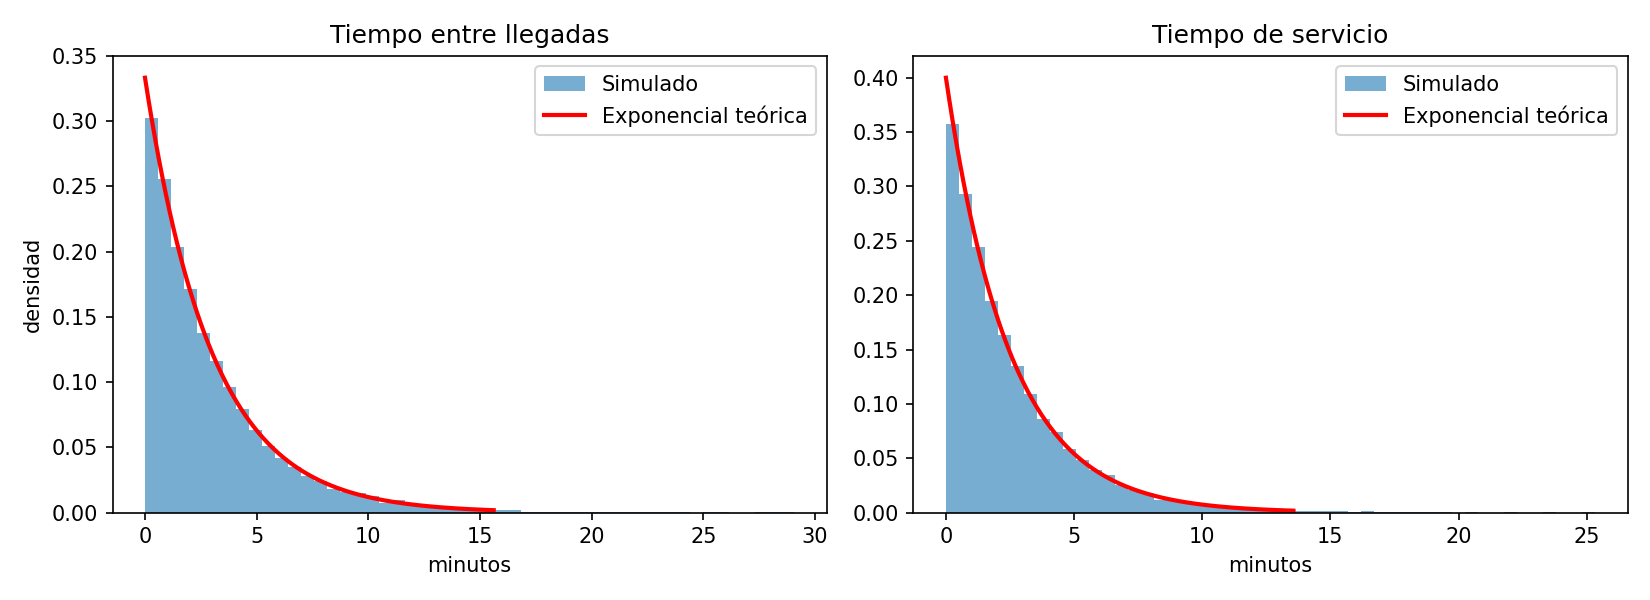 Tiempo entre llegadas
0.35
0.30
0.25
0.20
0.15
0.10
0.05
0.00
densidad
Simulado
Exponencial teórica
0 5 10 15 20 25 30
minutos
Tiempo de servicio
0.40
0.35
0.30
0.25
0.20
0.15
0.10
0.05
0.00
Simulado
Exponencial teórica
0 5 10 15 20 25
minutos